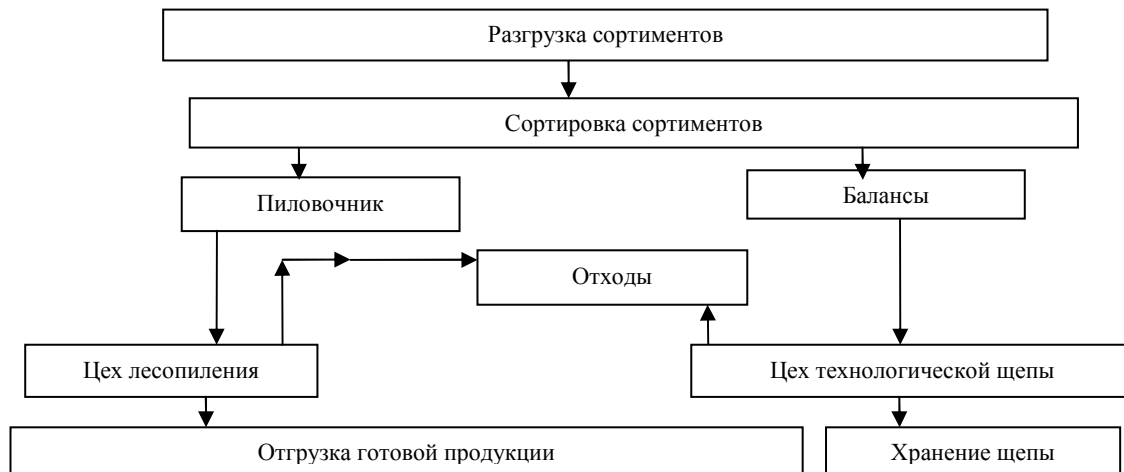 Разгрузка сортиментов
Сортировка сортиментов
Пиловочник
Балансы
Отходы
Цех лесопиления
Цех технологической щепы
Отгрузка готовой продукции
Хранение щепы